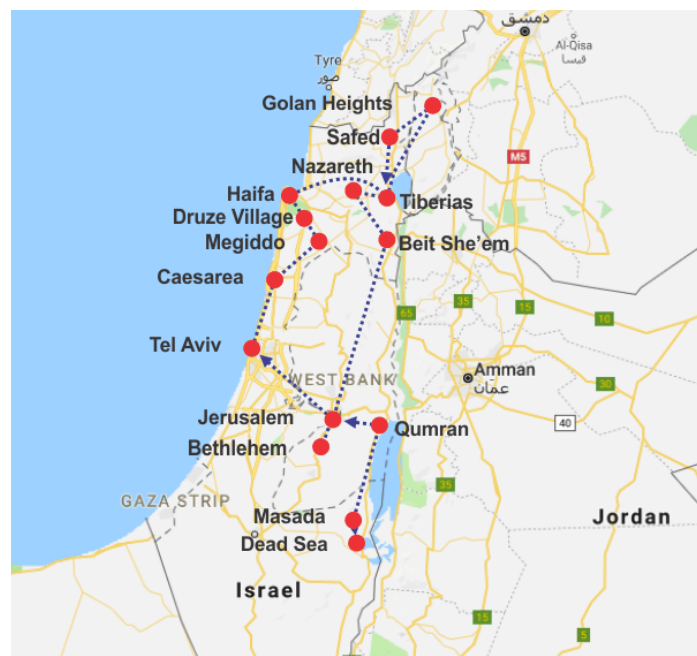 دمشق
Al-Qisa
قيسا
Tyre
صور
Golan Heights
Safed
M5
Nazareth
Haifa
Tiberias
Druze Village
Megiddo
Beit She'em
Caesarea
35
15
10
65
Tel Aviv
WEST BANK
Amman
عمان
30
Jerusalem
Qumran
40
Bethlehem
35
GAZA STRIP
Masada
Jordan
Dead Sea
Israel
15
5